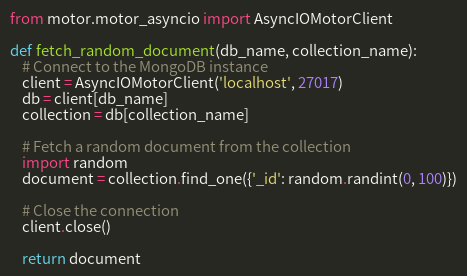 from motor.motor_asyncio import AsyncIOMotorClient
def fetch_random_document(db_name, collection_name):
# Connect to the MongoDB instance
client = AsyncIOMotorClient('localhost', 27017)
db = client[db_name]
collection = db[collection_name]
# Fetch a random document from the collection
import random
document = collection.find_one({'_id': random.randint(0, 100)})
# Close the connection
client.close()
return document